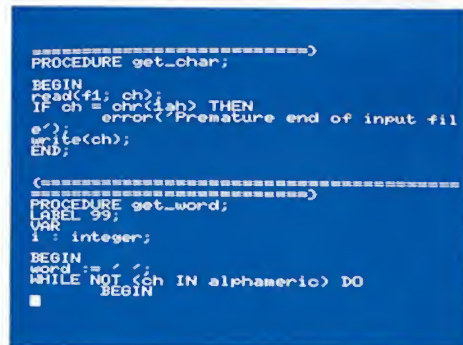 ===========================)
PROCEDURE get_char;
BEGIN
read(f1; ch);
IF ch = chr(1ah) THEN
error('Premature end of input fil
e');
write(ch);
END;
(=========================================
===========================)
PROCEDURE get_word;
LABEL 99;
VAR
i : integer;
BEGIN
word := ' ';
WHILE NOT (ch IN alphameric) DO
BEGIN